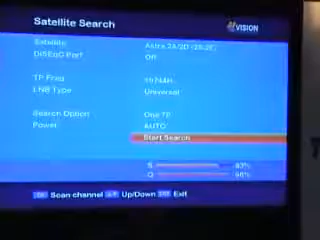 Satellite Search
VISION
Satellite Astra 2A/2D (28.2E)
DiSEqC Port Off
TP Freq
LNB Type Universal
Search Option One TP
Power AUTO
Start Search
S
Q
Scan channel Up/Down Exit